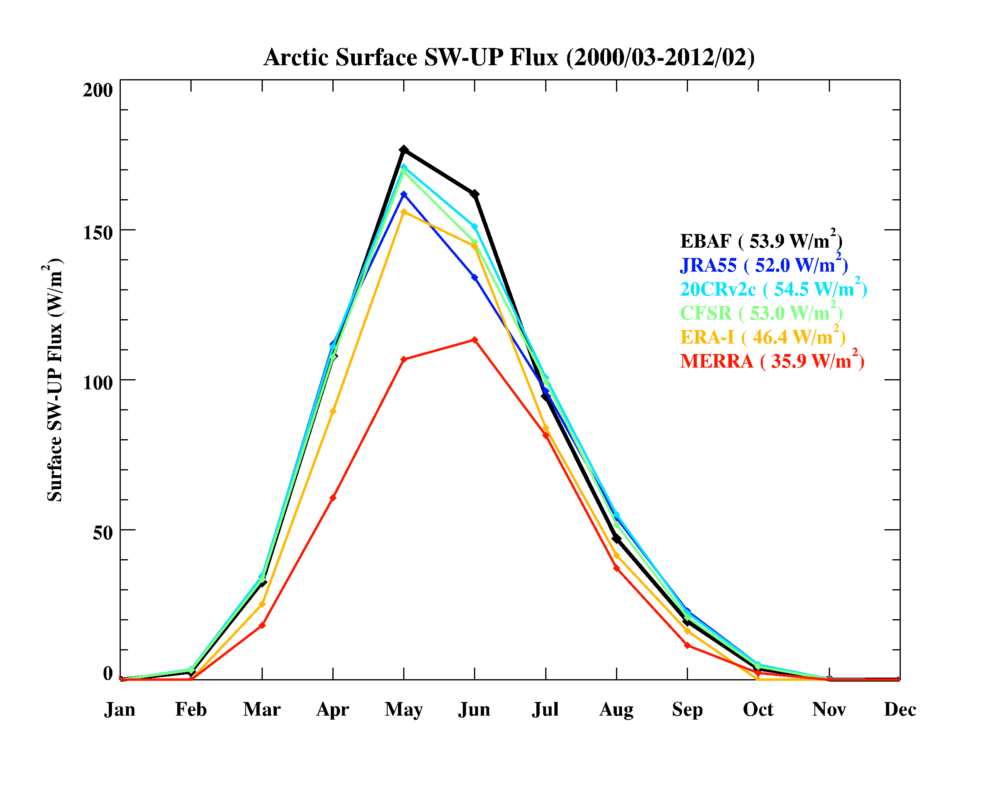 Arctic Surface SW-UP Flux (2000/03-2012/02)
Surface SW-UP Flux (W/m²)
200
150
100
50
0
EBAF ( 53.9 W/m²)
JRA55 ( 52.0 W/m²)
20CRv2c ( 54.5 W/m²)
CFSR ( 53.0 W/m²)
ERA-I ( 46.4 W/m²)
MERRA ( 35.9 W/m²)
Jan Feb Mar Apr May Jun Jul Aug Sep Oct Nov Dec